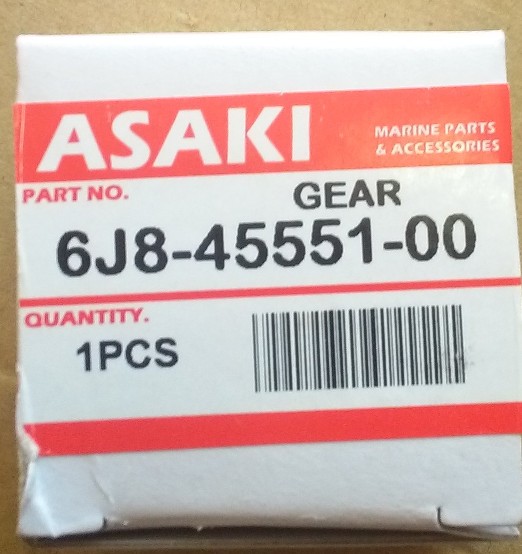 ASAKI
MARINE PARTS
& ACCESSORIES
PART NO.
GEAR
6J8-45551-00
QUANTITY.
1PCS